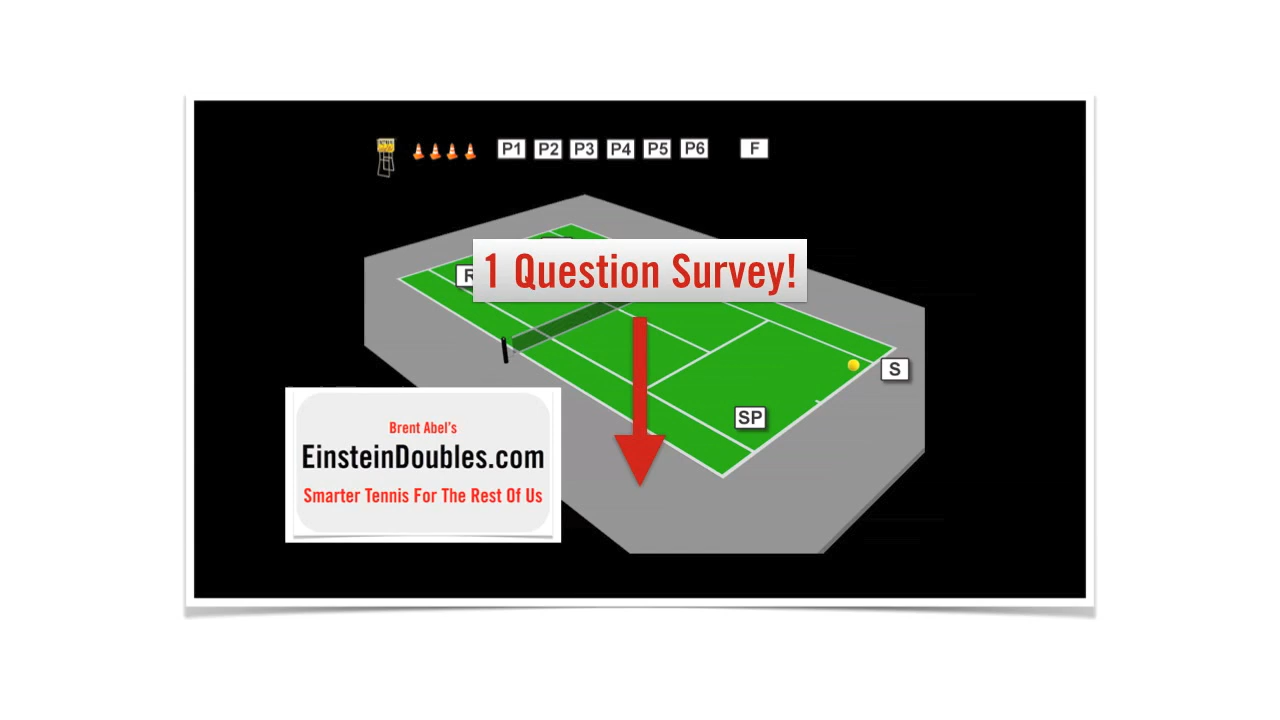 P1 P2 P3 P4 P5 P6 F
1 Question Survey!
R
S
SP
Brent Abel's
EinsteinDoubles.com
Smarter Tennis For The Rest Of Us